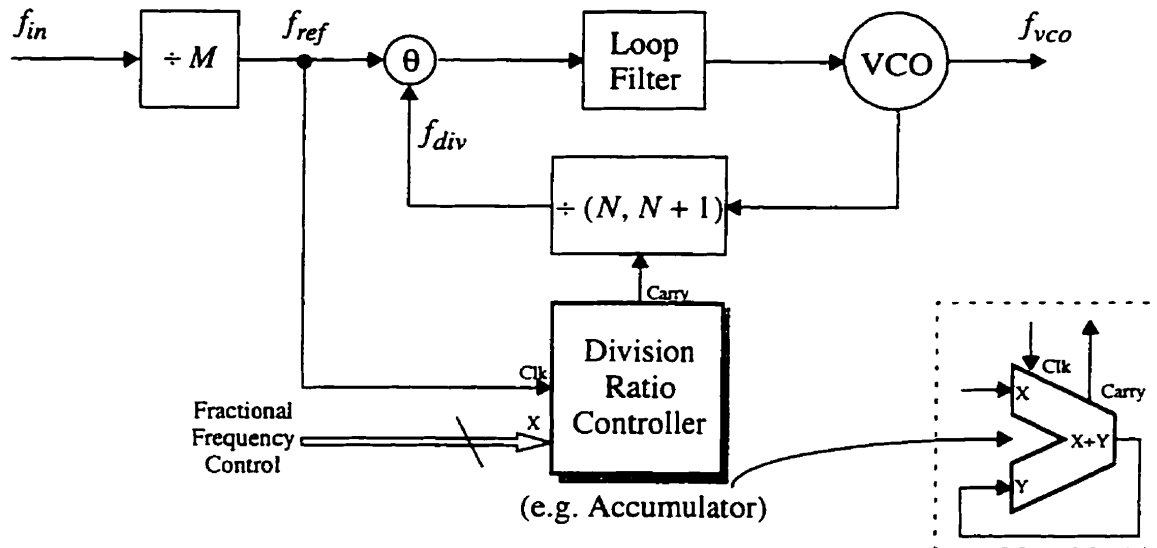 f_in
÷ M
f_ref
θ
Loop
Filter
VCO
f_vco
f_div
÷ (N, N + 1)
Carry
Division
Ratio
Controller
Clk
X
Fractional
Frequency
Control
(e.g. Accumulator)
Clk
Carry
X
X+Y
Y